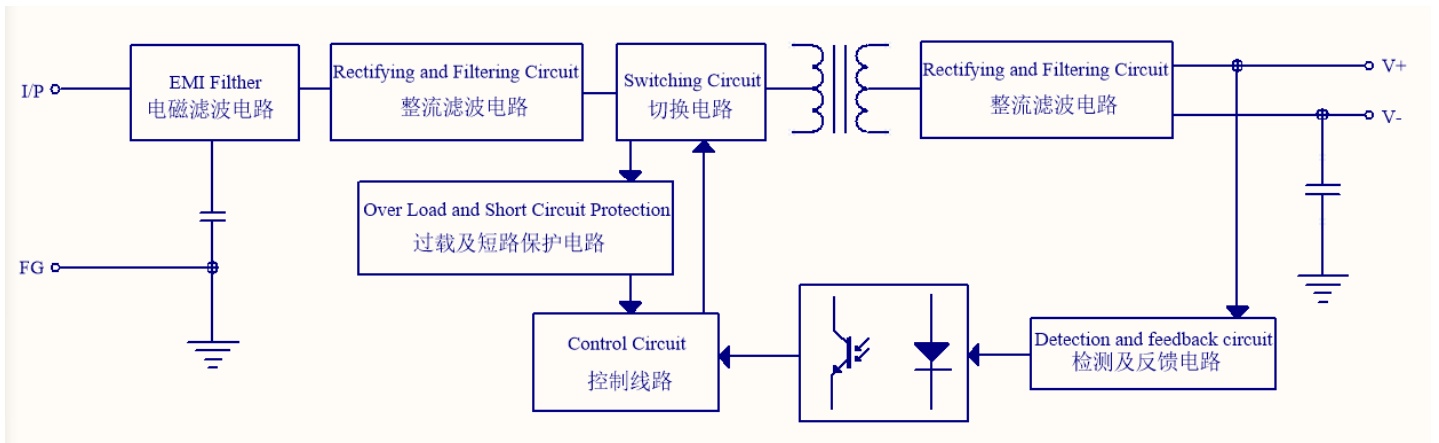 I/P
EMI Filther
电磁滤波电路
Rectifying and Filtering Circuit
整流滤波电路
Switching Circuit
切换电路
Rectifying and Filtering Circuit
整流滤波电路
V+
V-
Over Load and Short Circuit Protection
过载及短路保护电路
FG
Control Circuit
控制线路
Detection and feedback circuit
检测及反馈电路